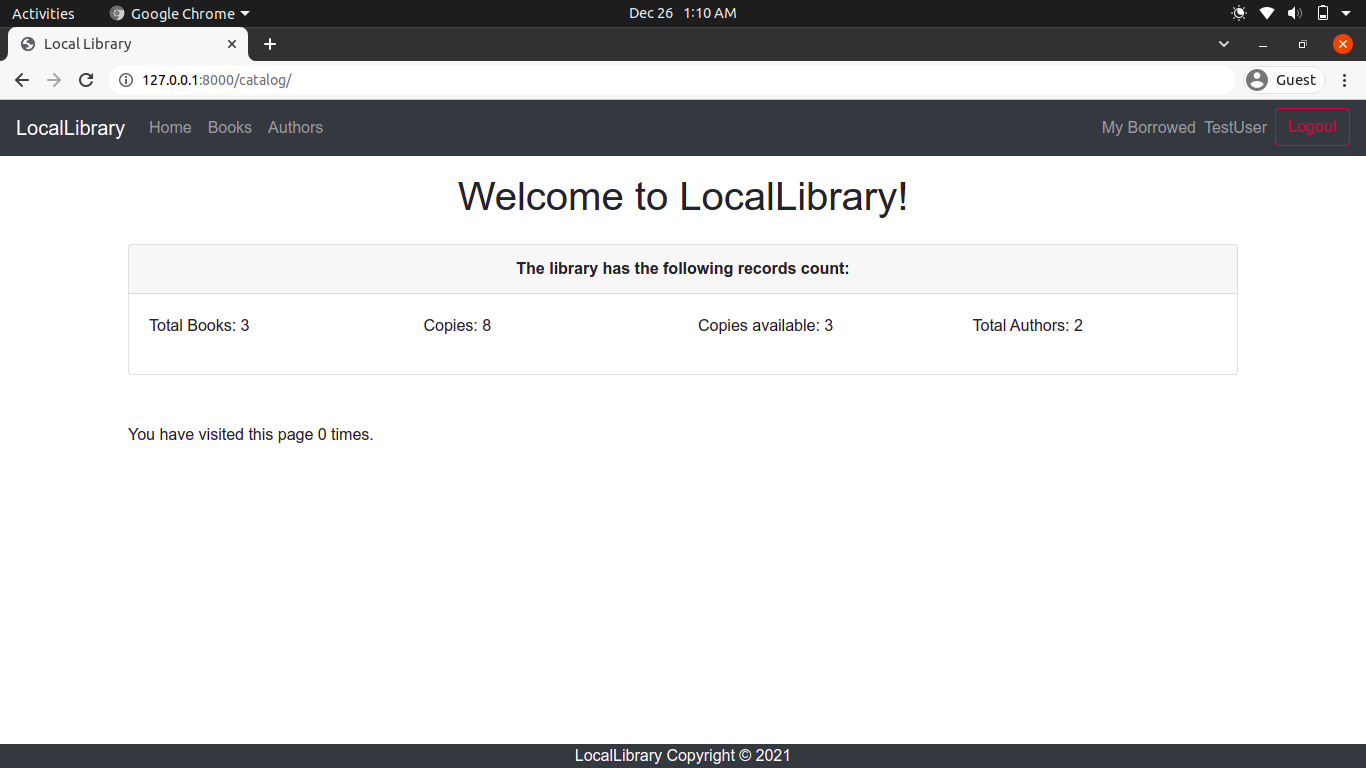 Activities Google Chrome Dec 26 1:10 AM
Local Library
127.0.0.1:8000/catalog/ Guest
LocalLibrary Home Books Authors My Borrowed TestUser Logout
Welcome to LocalLibrary!
The library has the following records count:
Total Books: 3 Copies: 8 Copies available: 3 Total Authors: 2
You have visited this page 0 times.
LocalLibrary Copyright © 2021